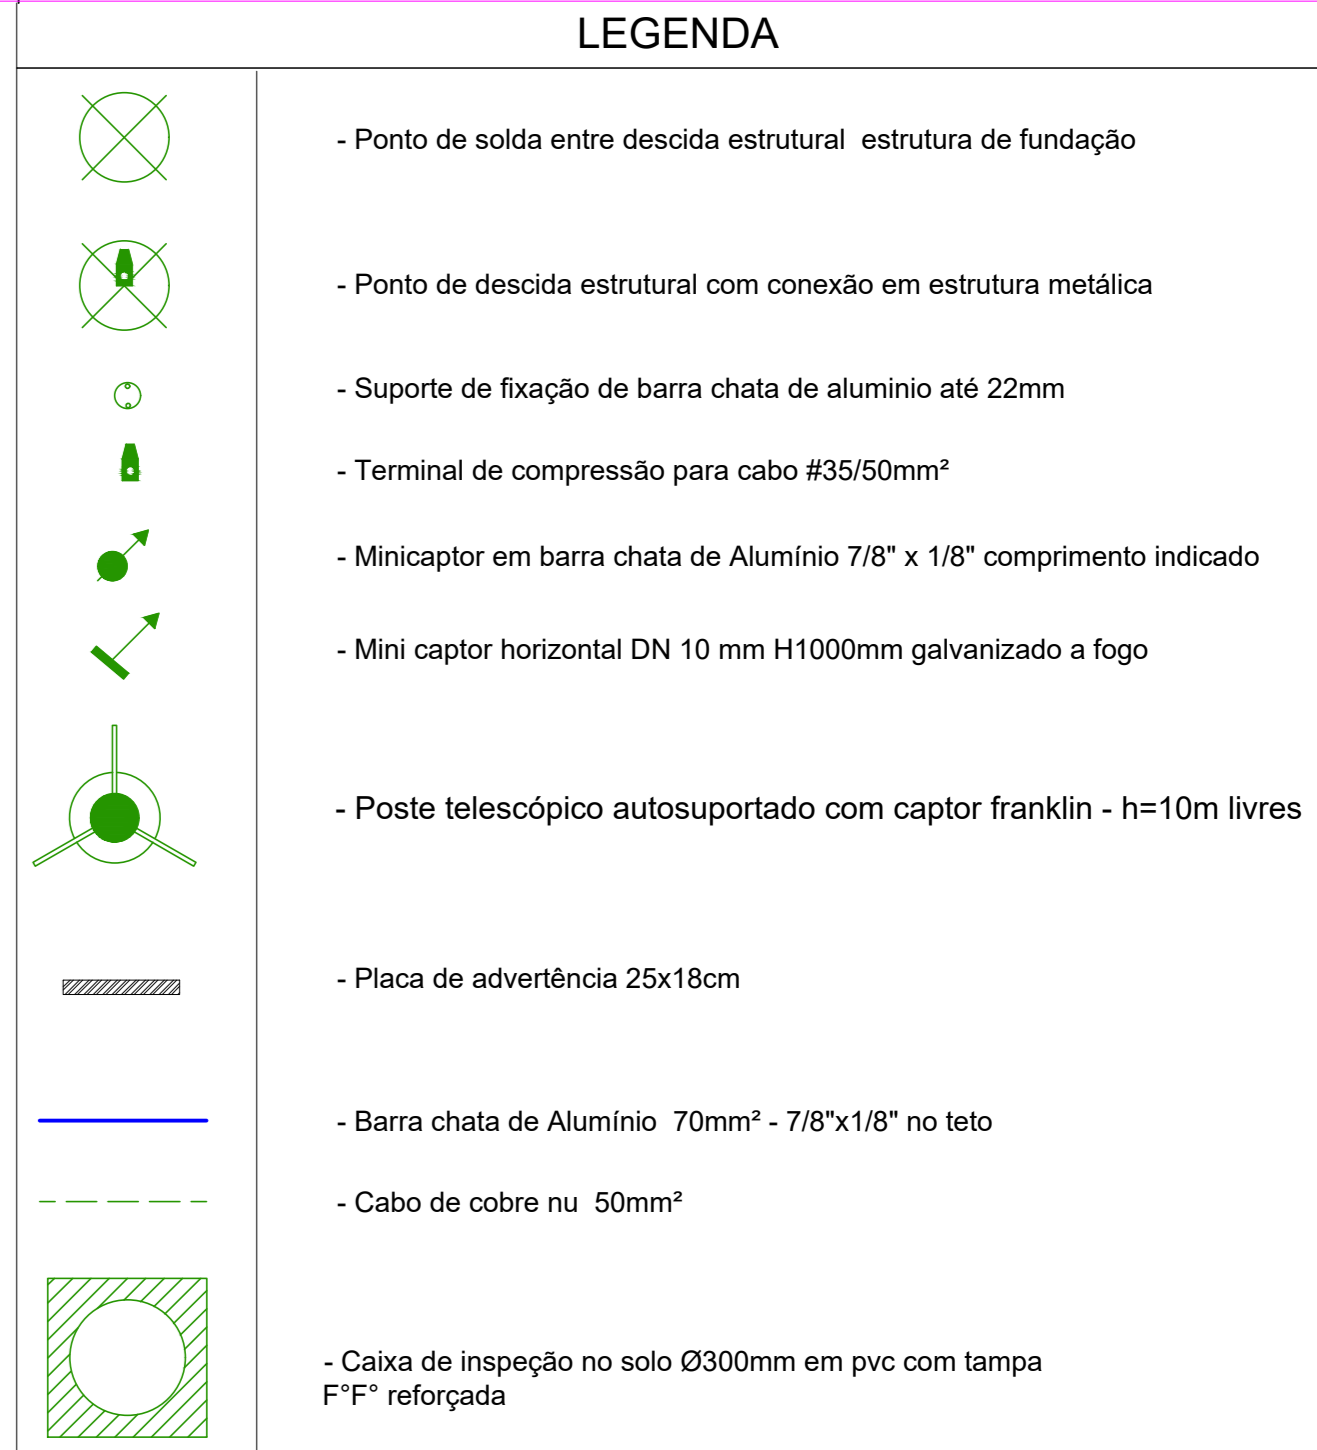 LEGENDA
- Ponto de solda entre descida estrutural  estrutura de fundação
- Ponto de descida estrutural com conexão em estrutura metálica
- Suporte de fixação de barra chata de aluminio até 22mm
- Terminal de compressão para cabo #35/50mm²
- Minicaptor em barra chata de Alumínio 7/8" x 1/8" comprimento indicado
- Mini captor horizontal DN 10 mm H1000mm galvanizado a fogo
- Poste telescópico autosuportado com captor franklin - h=10m livres
- Placa de advertência 25x18cm
- Barra chata de Alumínio  70mm² - 7/8"x1/8" no teto
- Cabo de cobre nu  50mm²
- Caixa de inspeção no solo Ø300mm em pvc com tampa
F°F° reforçada